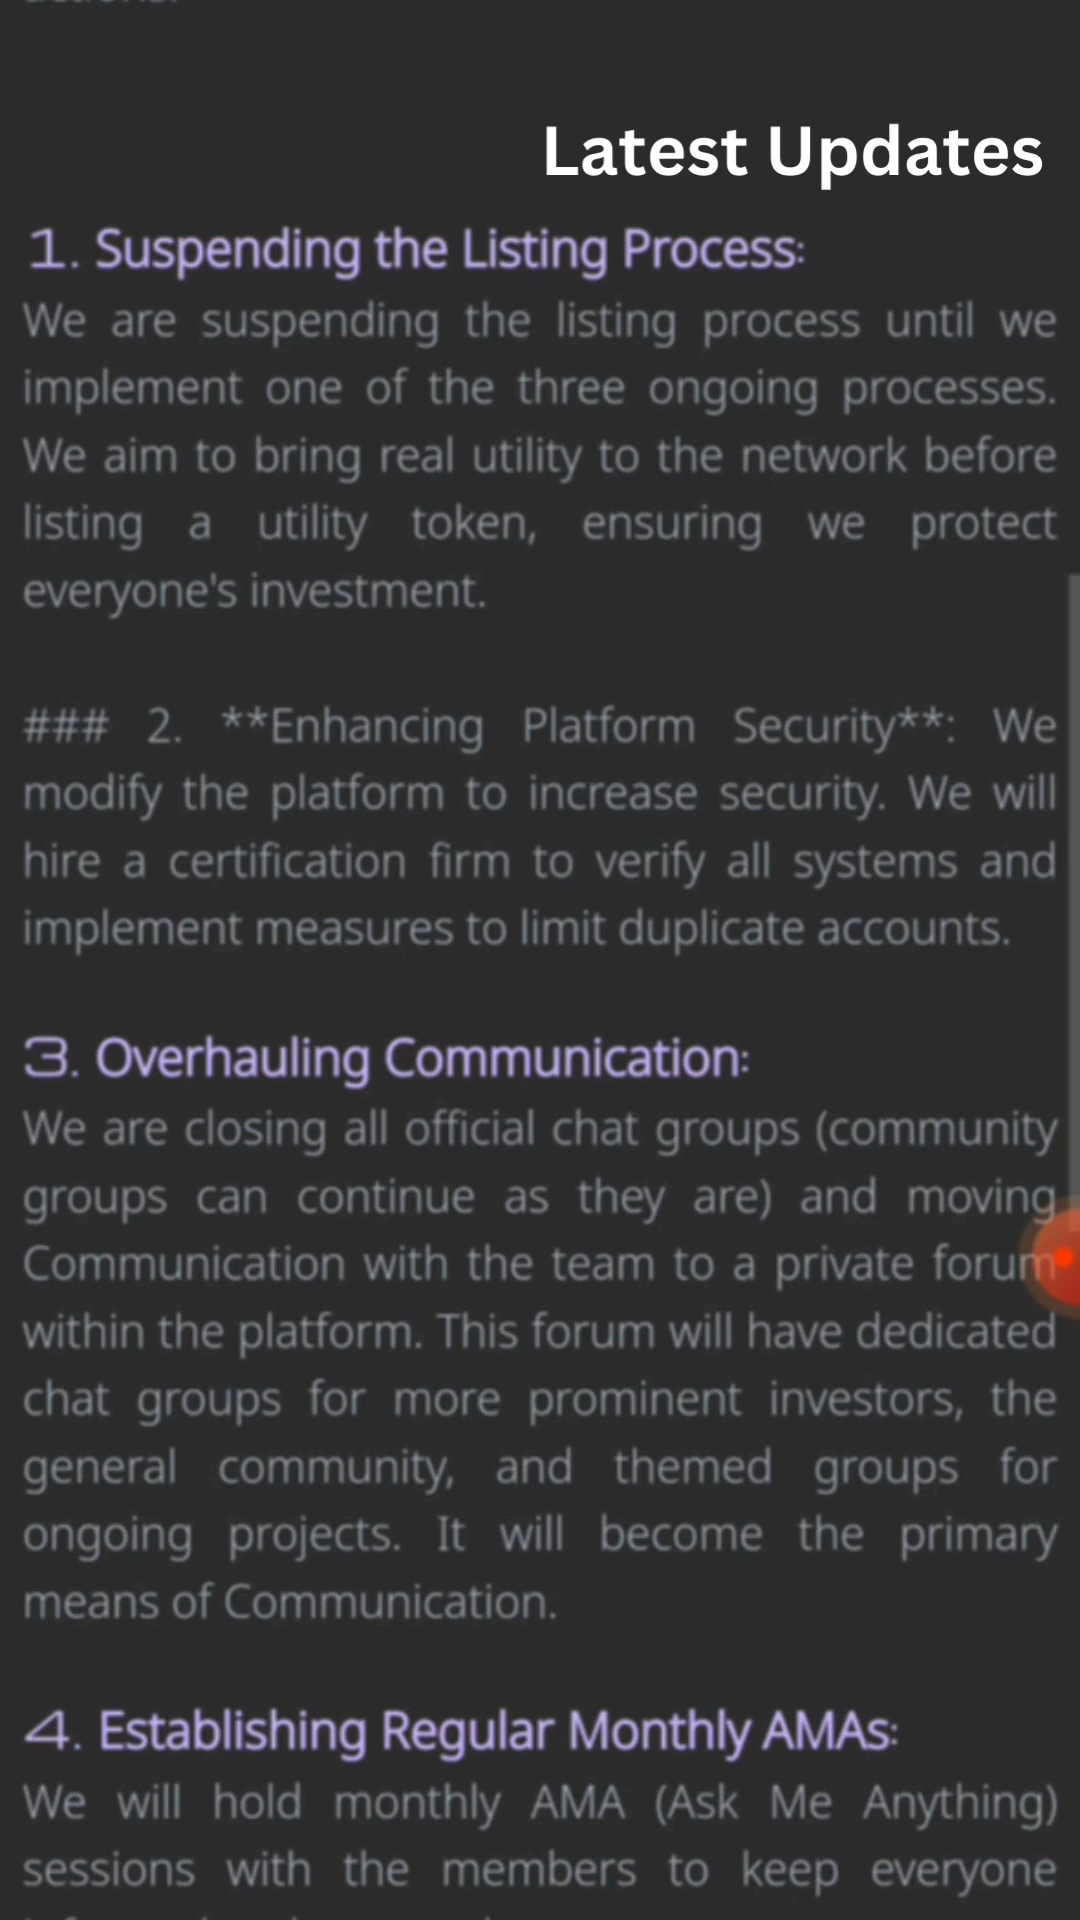 Latest Updates
1. Suspending the Listing Process:
We are suspending the listing process until we
implement one of the three ongoing processes.
We aim to bring real utility to the network before
listing a utility token, ensuring we protect
everyone's investment.
### 2. **Enhancing Platform Security**: We
modify the platform to increase security. We will
hire a certification firm to verify all systems and
implement measures to limit duplicate accounts.
3. Overhauling Communication:
We are closing all official chat groups (community
groups can continue as they are) and moving
Communication with the team to a private forum
within the platform. This forum will have dedicated
chat groups for more prominent investors, the
general community, and themed groups for
ongoing projects. It will become the primary
means of Communication.
4. Establishing Regular Monthly AMAs:
We will hold monthly AMA (Ask Me Anything)
sessions with the members to keep everyone